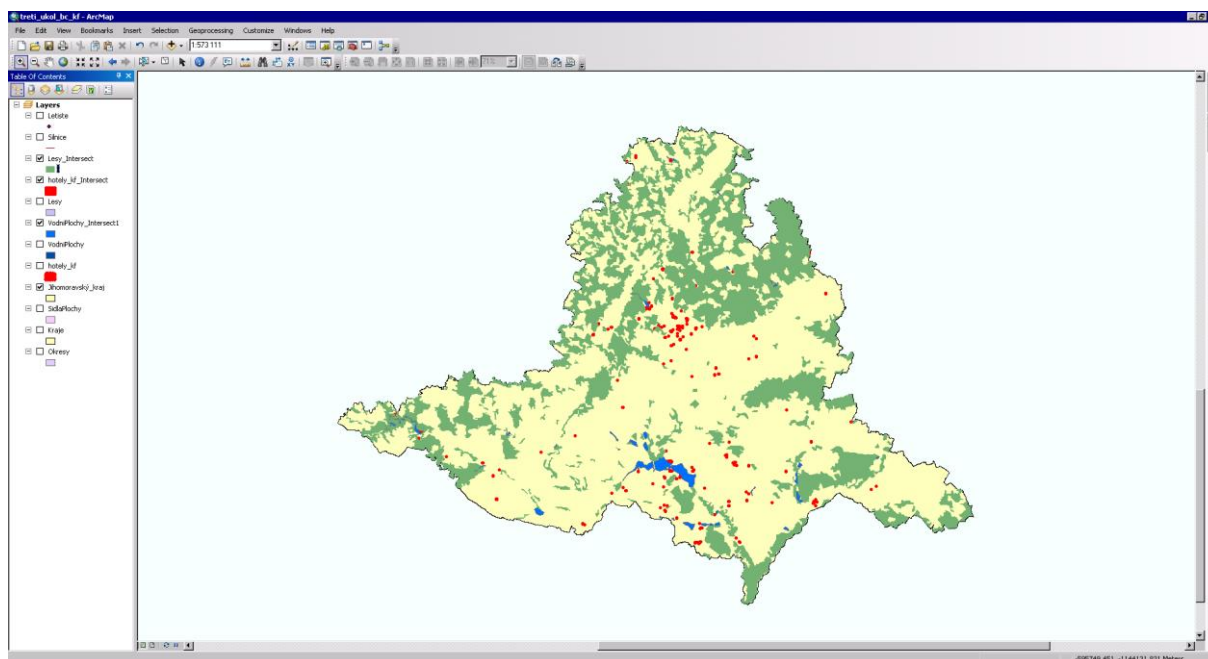 treti_ukol_bc_kf - ArcMap
File Edit View Bookmarks Insert Selection Geoprocessing Customize Windows Help
1:573 111
Table Of Contents
Layers
Letiste
Silnice
Lesy_Intersect
hotely_kf_Intersect
Lesy
VodniPlochy_Intersect1
VodniPlochy
hotely_kf
Jihomoravský_kraj
SidlaPlochy
Kraje
Okresy